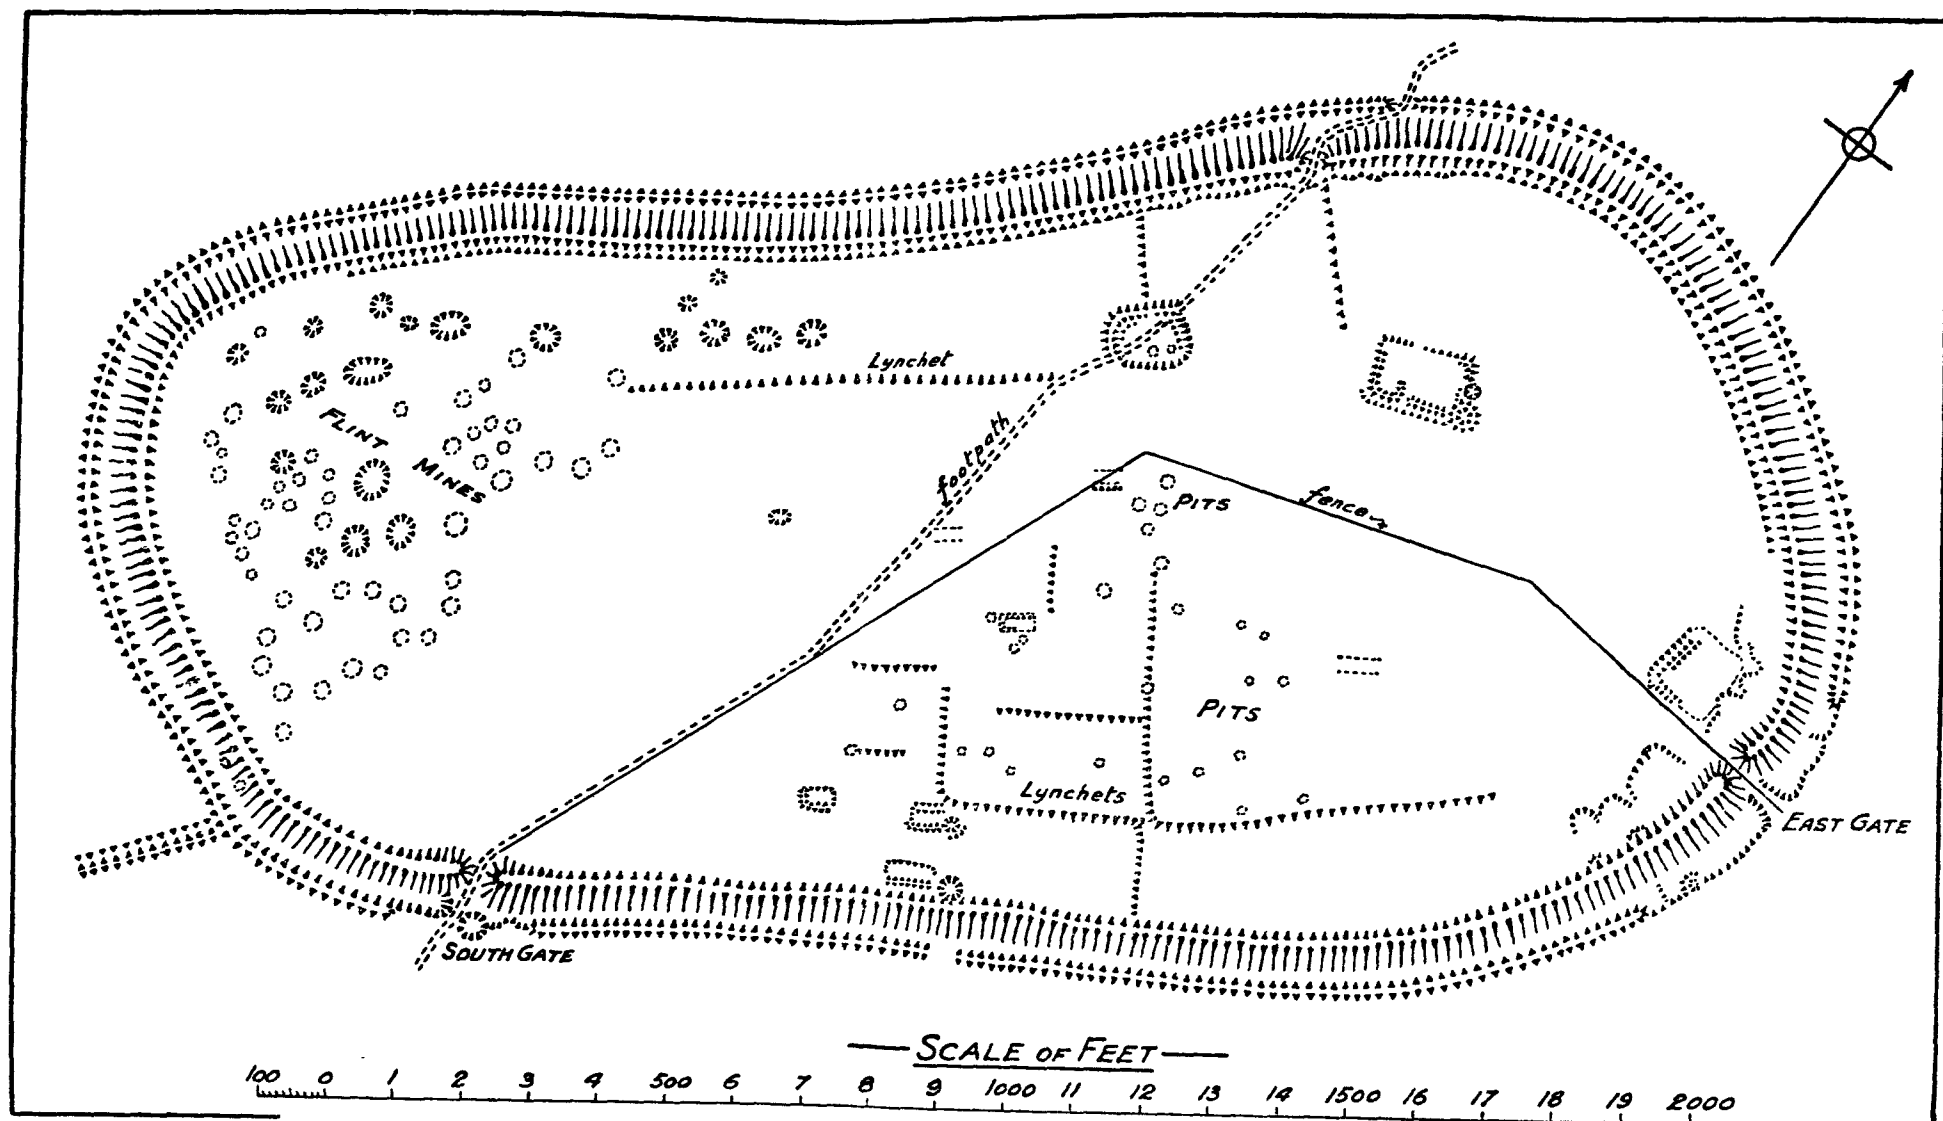 Lynchet
FLINT
MINES
footpath
PITS
fence
PITS
Lynchets
EAST GATE
SOUTH GATE
SCALE OF FEET
100 0 1 2 3 4 500 6 7 8 9 1000 11 12 13 14 1500 16 17 18 19 2000